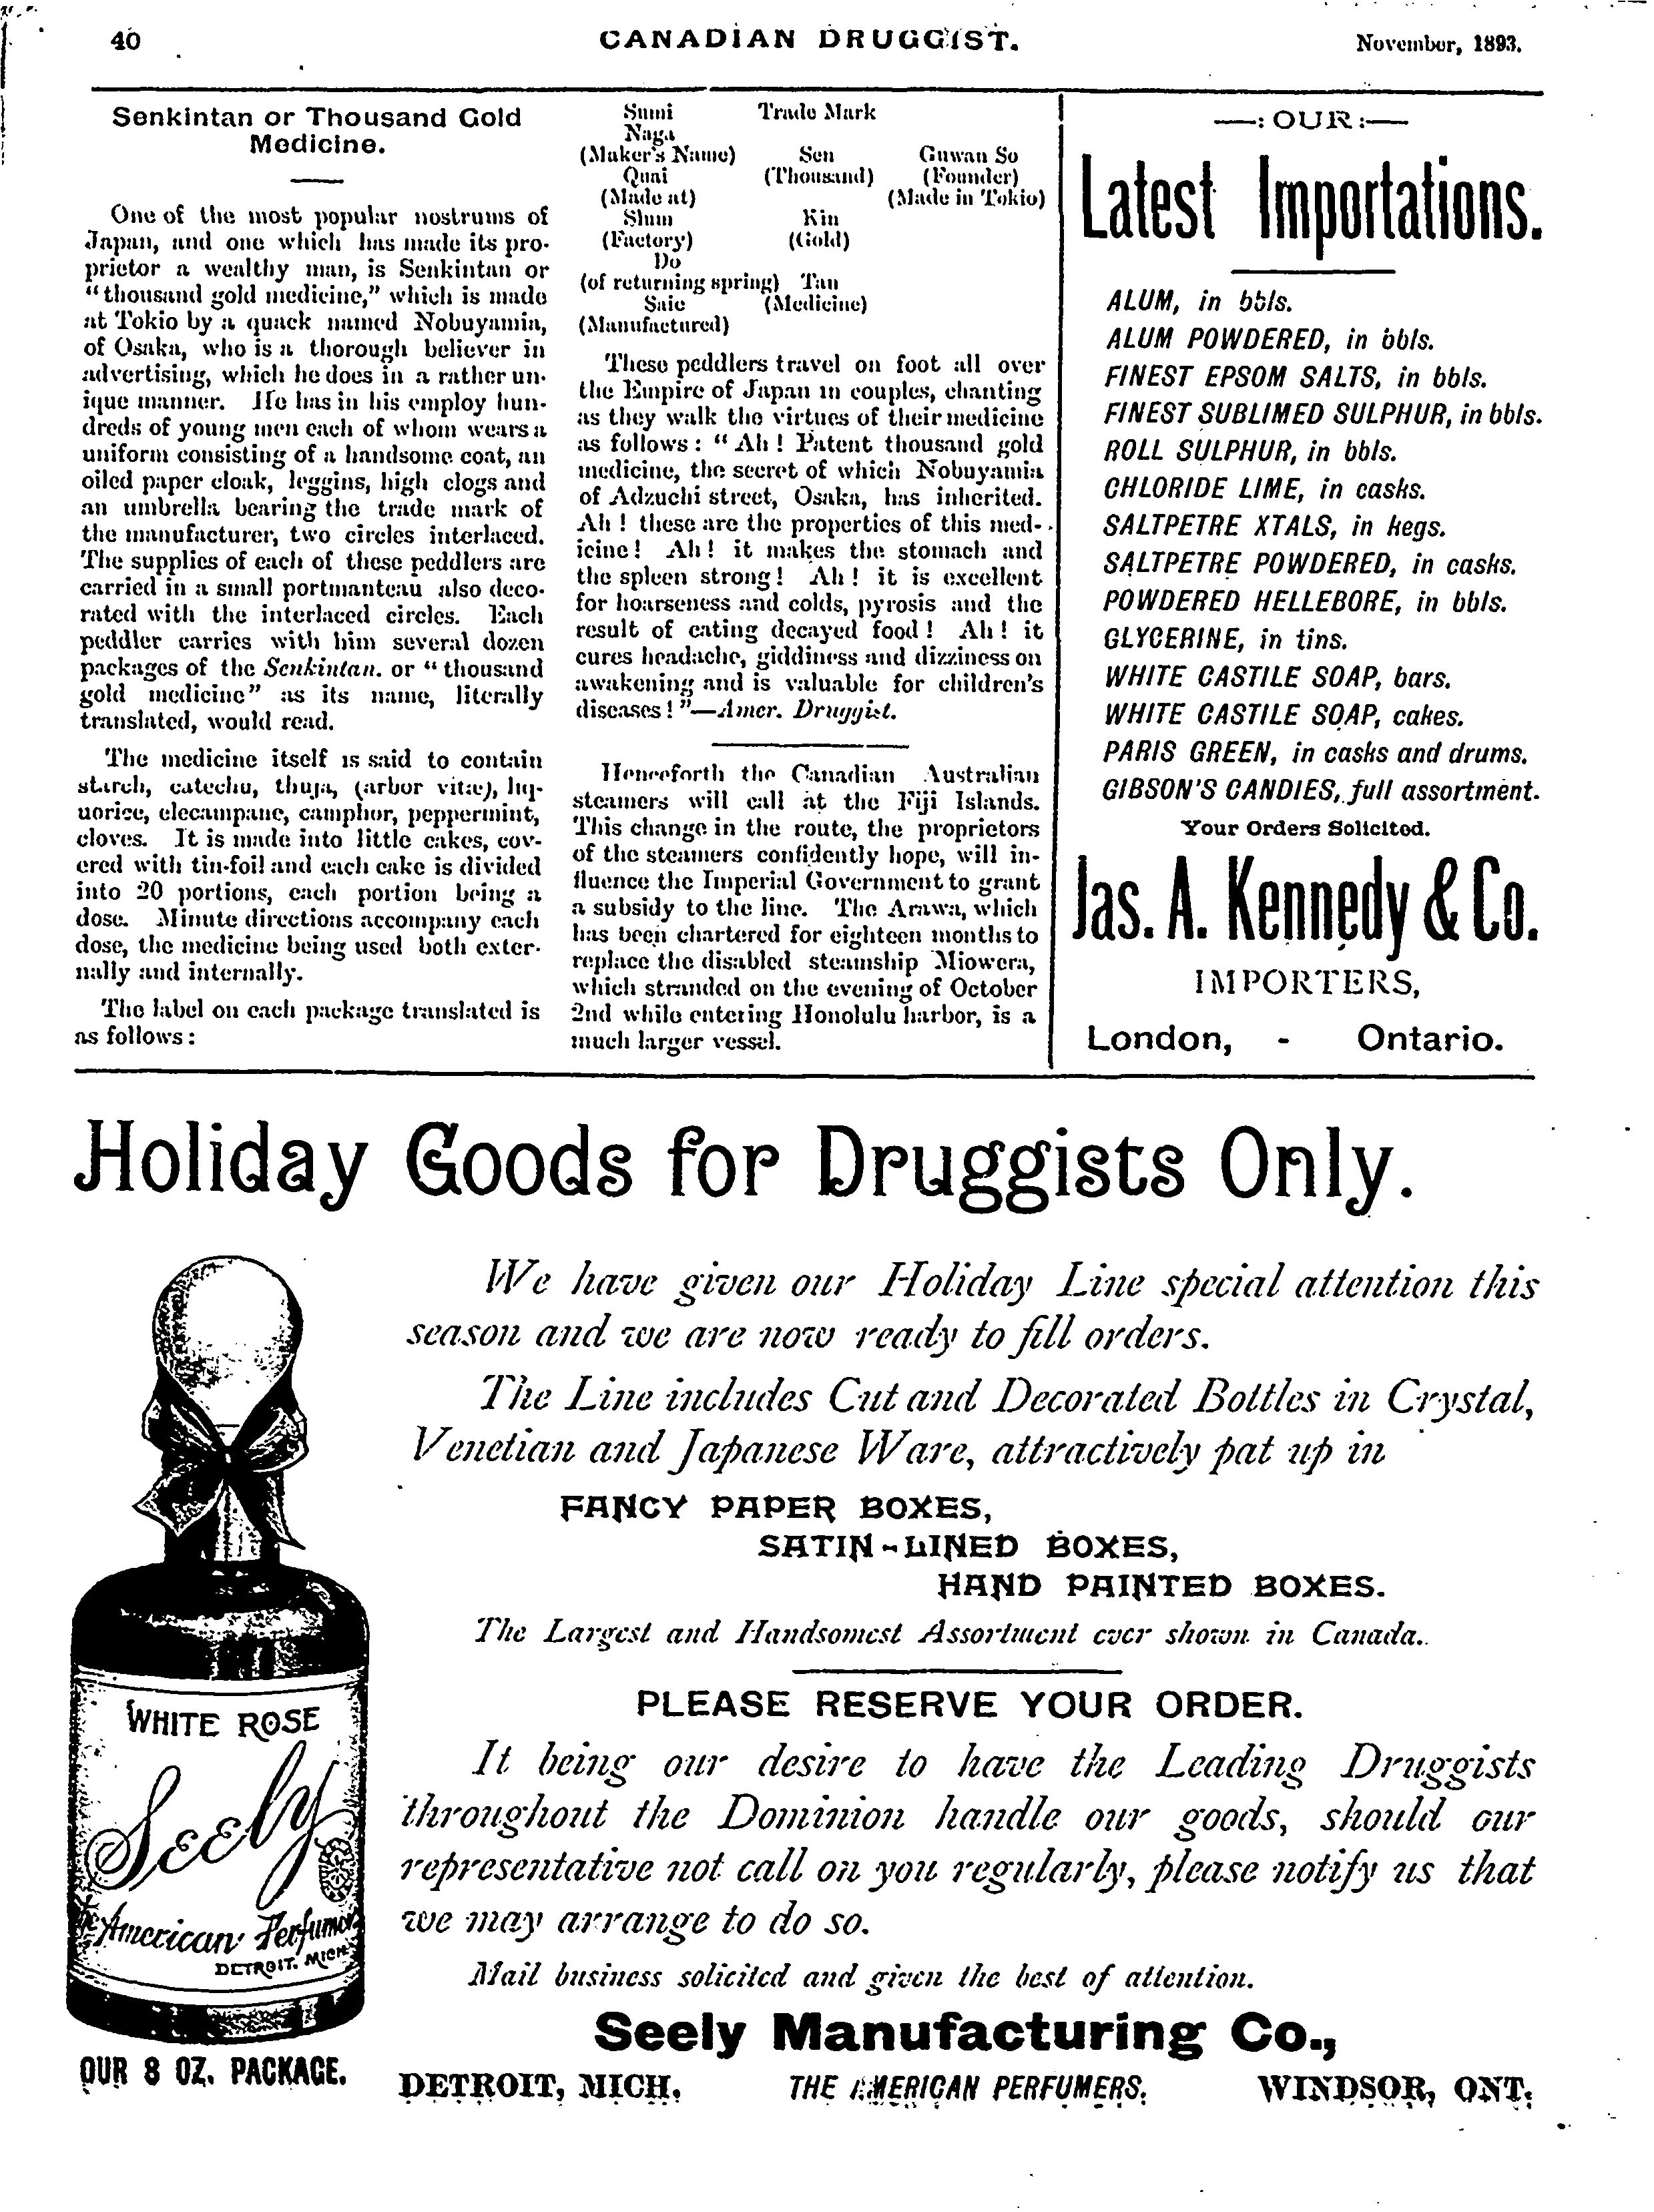 40
CANADIAN DRUGGIST.
November, 1893.
Senkintan or Thousand Gold
Medicine.
One of the most popular nostrums of
Japan, and one which has made its pro-
prietor a wealthy man, is Senkintan or
"thousand gold medicine," which is made
at Tokio by a quack named Nobuyamia,
of Osaka, who is a thorough believer in
advertising, which he does in a rather un-
ique manner. He has in his employ hun-
dreds of young men each of whom wears a
uniform consisting of a handsome coat, an
oiled paper cloak, leggins, high clogs and
an umbrella bearing the trade mark of
the manufacturer, two circles interlaced.
The supplies of each of these peddlers are
carried in a small portmanteau also deco-
rated with the interlaced circles. Each
peddler carries with him several dozen
packages of the Senkintan. or "thousand
gold medicine" as its name, literally
translated, would read.
The medicine itself is said to contain
starch, catechu, thuja, (arbor vitæ), liq-
uorice, elecampane, camphor, peppermint,
cloves. It is made into little cakes, cov-
ered with tin-foil and each cake is divided
into 20 portions, each portion being a
dose. Minute directions accompany each
dose, the medicine being used both exter-
nally and internally.
The label on each package translated is
as follows:
Sumi Trade Mark
Naga
(Maker's Name) Sen Guwan So
Quai (Thousand) (Founder)
(Made at) (Made in Tokio)
Shun Kin
(Factory) (Gold)
Do
(of returning spring) Tan
Saie (Medicine)
(Manufactured)
These peddlers travel on foot all over
the Empire of Japan in couples, chanting
as they walk the virtues of their medicine
as follows: "Ah! Patent thousand gold
medicine, the secret of which Nobuyamia
of Adzuchi street, Osaka, has inherited.
Ah! these are the properties of this med-
icine! Ah! it makes the stomach and
the spleen strong! Ah! it is excellent
for hoarseness and colds, pyrosis and the
result of eating decayed food! Ah! it
cures headache, giddiness and dizziness on
awakening and is valuable for children's
diseases!"—Amer. Druggist.
Henceforth the Canadian Australian
steamers will call at the Fiji Islands.
This change in the route, the proprietors
of the steamers confidently hope, will in-
fluence the Imperial Government to grant
a subsidy to the line. The Arawa, which
has been chartered for eighteen months to
replace the disabled steamship Miowera,
which stranded on the evening of October
2nd while entering Honolulu harbor, is a
much larger vessel.
—:OUR:—
Latest Importations.
ALUM, in bbls.
ALUM POWDERED, in bbls.
FINEST EPSOM SALTS, in bbls.
FINEST SUBLIMED SULPHUR, in bbls.
ROLL SULPHUR, in bbls.
CHLORIDE LIME, in casks.
SALTPETRE XTALS, in kegs.
SALTPETRE POWDERED, in casks.
POWDERED HELLEBORE, in bbls.
GLYCERINE, in tins.
WHITE CASTILE SOAP, bars.
WHITE CASTILE SOAP, cakes.
PARIS GREEN, in casks and drums.
GIBSON'S CANDIES, full assortment.
Your Orders Solicited.
Jas. A. Kennedy & Co.
IMPORTERS,
London, - Ontario.
Holiday Goods for Druggists Only.
We have given our Holiday Line special attention this
season and we are now ready to fill orders.
The Line includes Cut and Decorated Bottles in Crystal,
Venetian and Japanese Ware, attractively pat up in
FANCY PAPER BOXES,
SATIN-LINED BOXES,
HAND PAINTED BOXES.
The Largest and Handsomest Assortment ever shown in Canada.
PLEASE RESERVE YOUR ORDER.
It being our desire to have the Leading Druggists
throughout the Dominion handle our goods, should our
representative not call on you regularly, please notify us that
we may arrange to do so.
Mail business solicited and given the best of attention.
Seely Manufacturing Co.,
DETROIT, MICH. THE AMERICAN PERFUMERS. WINDSOR, ONT.
WHITE ROSE
Seely
The American Perfumer
DETROIT. MICH.
OUR 8 OZ. PACKAGE.